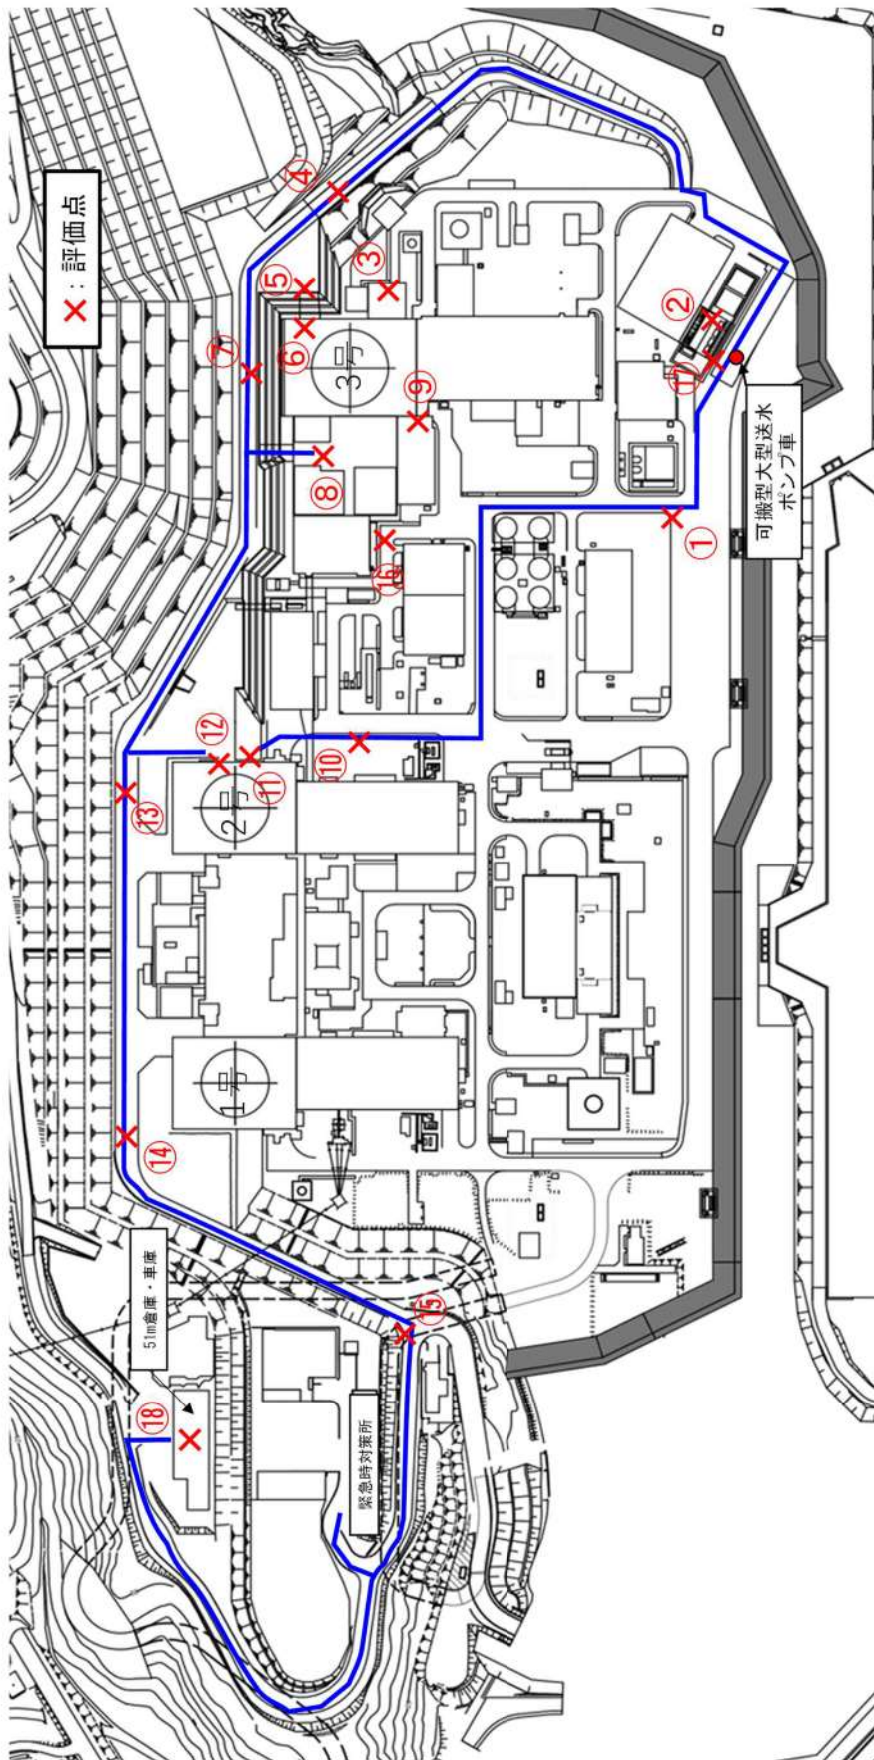 ×：評価点
④
⑤
③
⑦
⑥
3号
②
⑰
⑨
⑧
可搬型大型送水
ポンプ車
①
⑯
⑫
⑩
⑪
2号
⑬
1号
⑭
51m倉庫・車庫
⑮
⑱
緊急時対策所